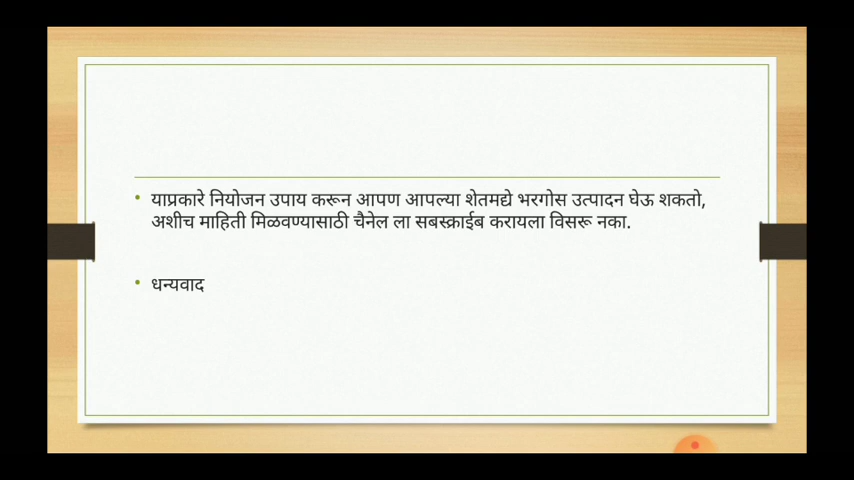 याप्रकारे नियोजन उपाय करून आपण आपल्या शेतमद्ये भरगोस उत्पादन घेऊ शकतो,
अशीच माहिती मिळवण्यासाठी चैनेल ला सबस्क्राईब करायला विसरू नका.
धन्यवाद